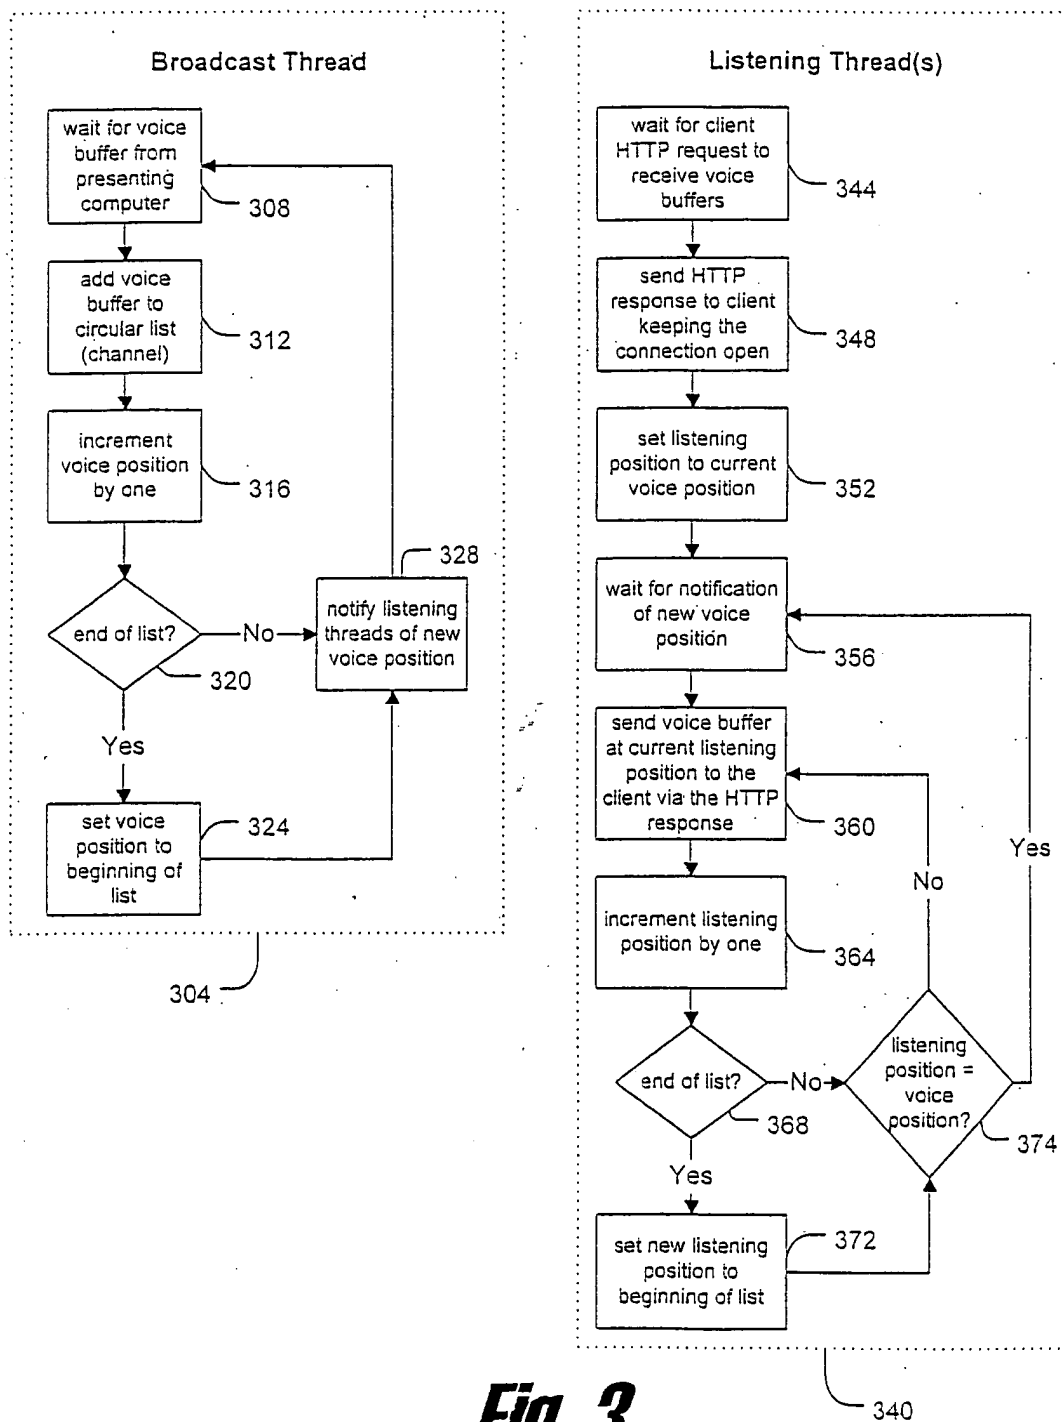 Broadcast Thread
wait for voice
buffer from
presenting
computer
308
add voice
buffer to
circular list
(channel)
312
increment
voice position
by one
316
end of list?
No
320
Yes
328
notify listening
threads of new
voice position
set voice
position to
beginning of
list
324
304
Listening Thread(s)
wait for client
HTTP request to
receive voice
buffers
344
send HTTP
response to client
keeping the
connection open
348
set listening
position to current
voice position
352
wait for notification
of new voice
position
356
send voice buffer
at current listening
position to the
client via the HTTP
response
360
increment listening
position by one
364
end of list?
No
368
Yes
listening
position =
voice
position?
374
No
Yes
set new listening
position to
beginning of list
372
340
Fig. 3